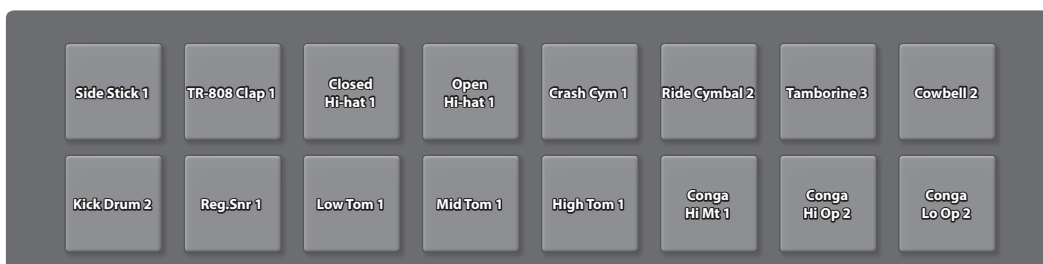 Side Stick 1
TR-808 Clap 1
Closed
Hi-hat 1
Open
Hi-hat 1
Crash Cym 1
Ride Cymbal 2
Tamborine 3
Cowbell 2
Kick Drum 2
Reg.Snr 1
Low Tom 1
Mid Tom 1
High Tom 1
Conga
Hi Mt 1
Conga
Hi Op 2
Conga
Lo Op 2